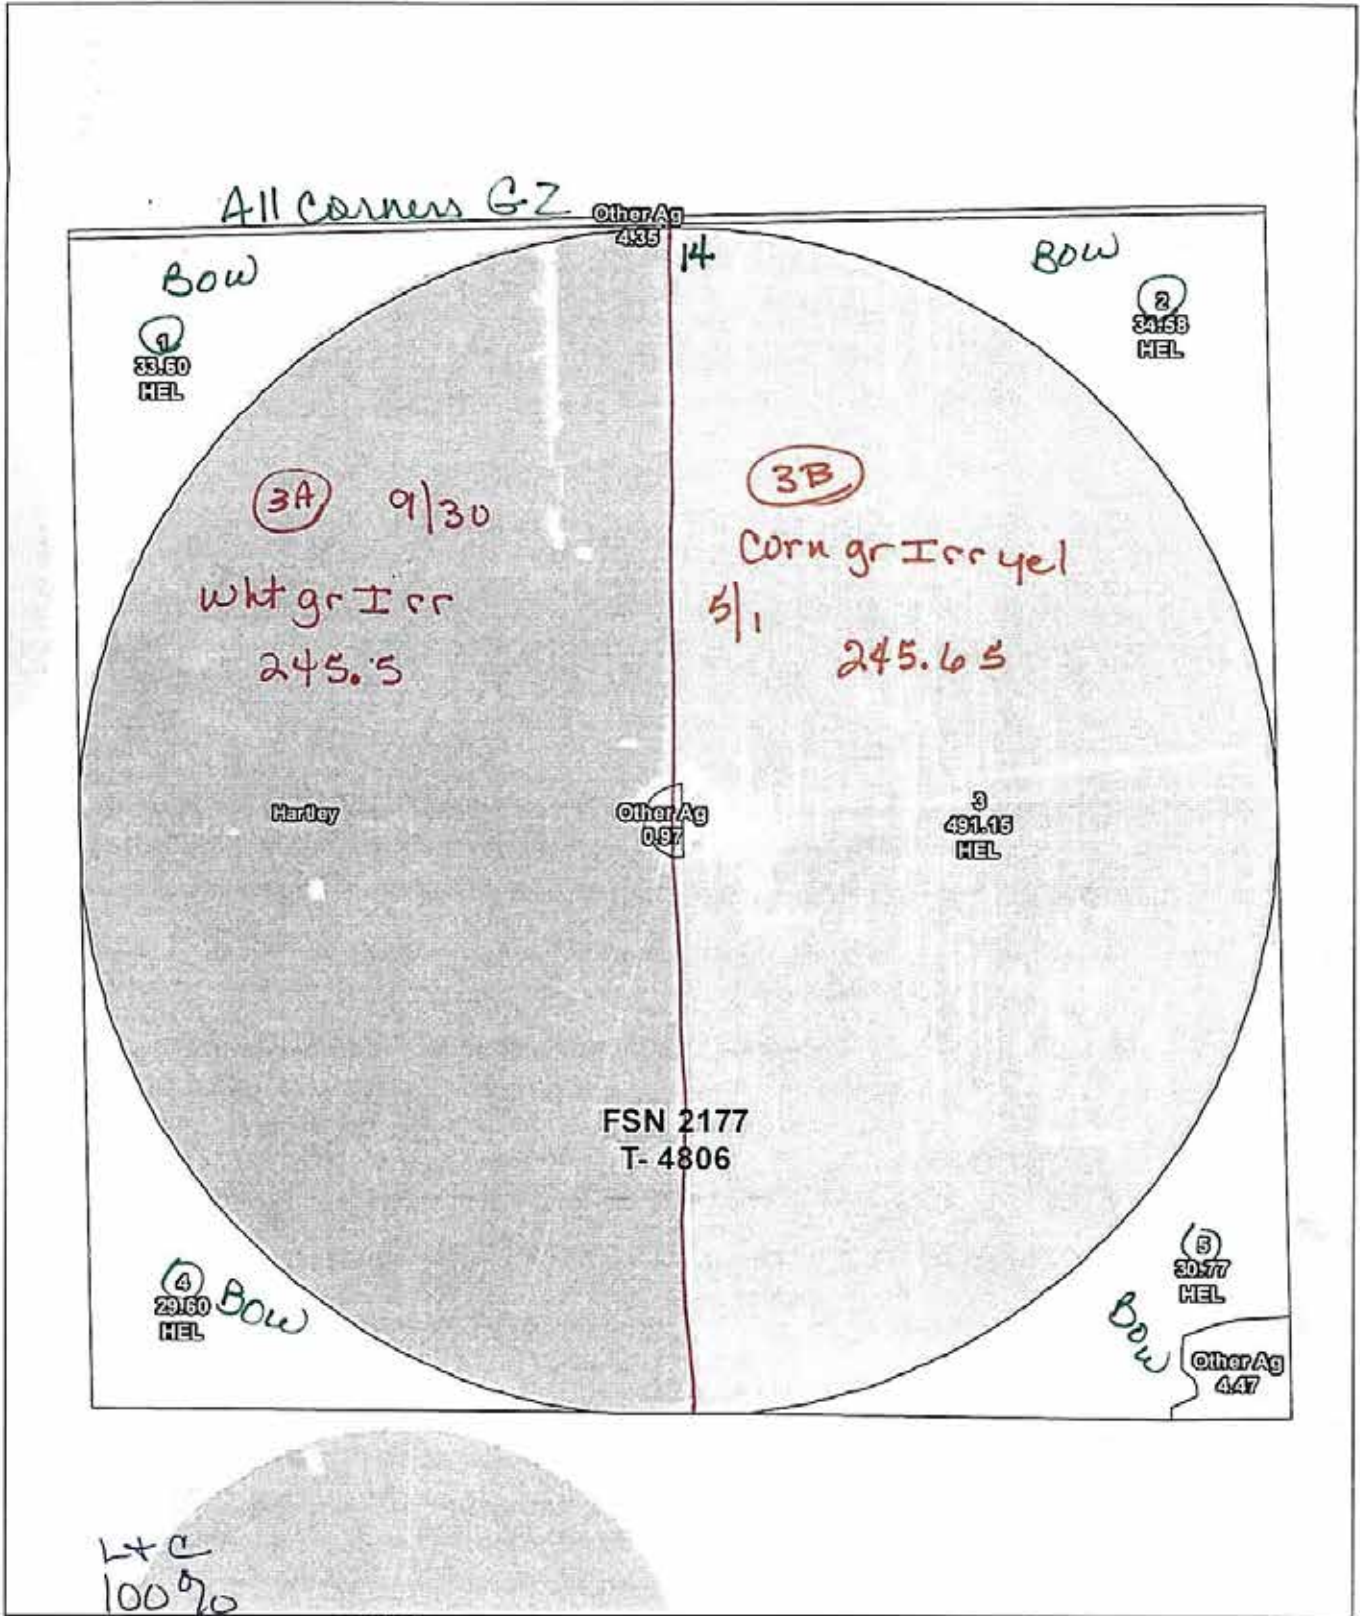 All Corners GZ
Other Ag
4.35
14
Bow
1
33.60
HEL
Bow
2
34.58
HEL
3A 9/30
Wht gr Irr
245.5
3B
Corn gr Irr yel
5/1
245.65
Hartley
Other Ag
0.97
3
491.15
HEL
FSN 2177
T- 4806
4
29.60
HEL
Bow
5
30.77
HEL
Bow
Other Ag
4.47
L+C
100%